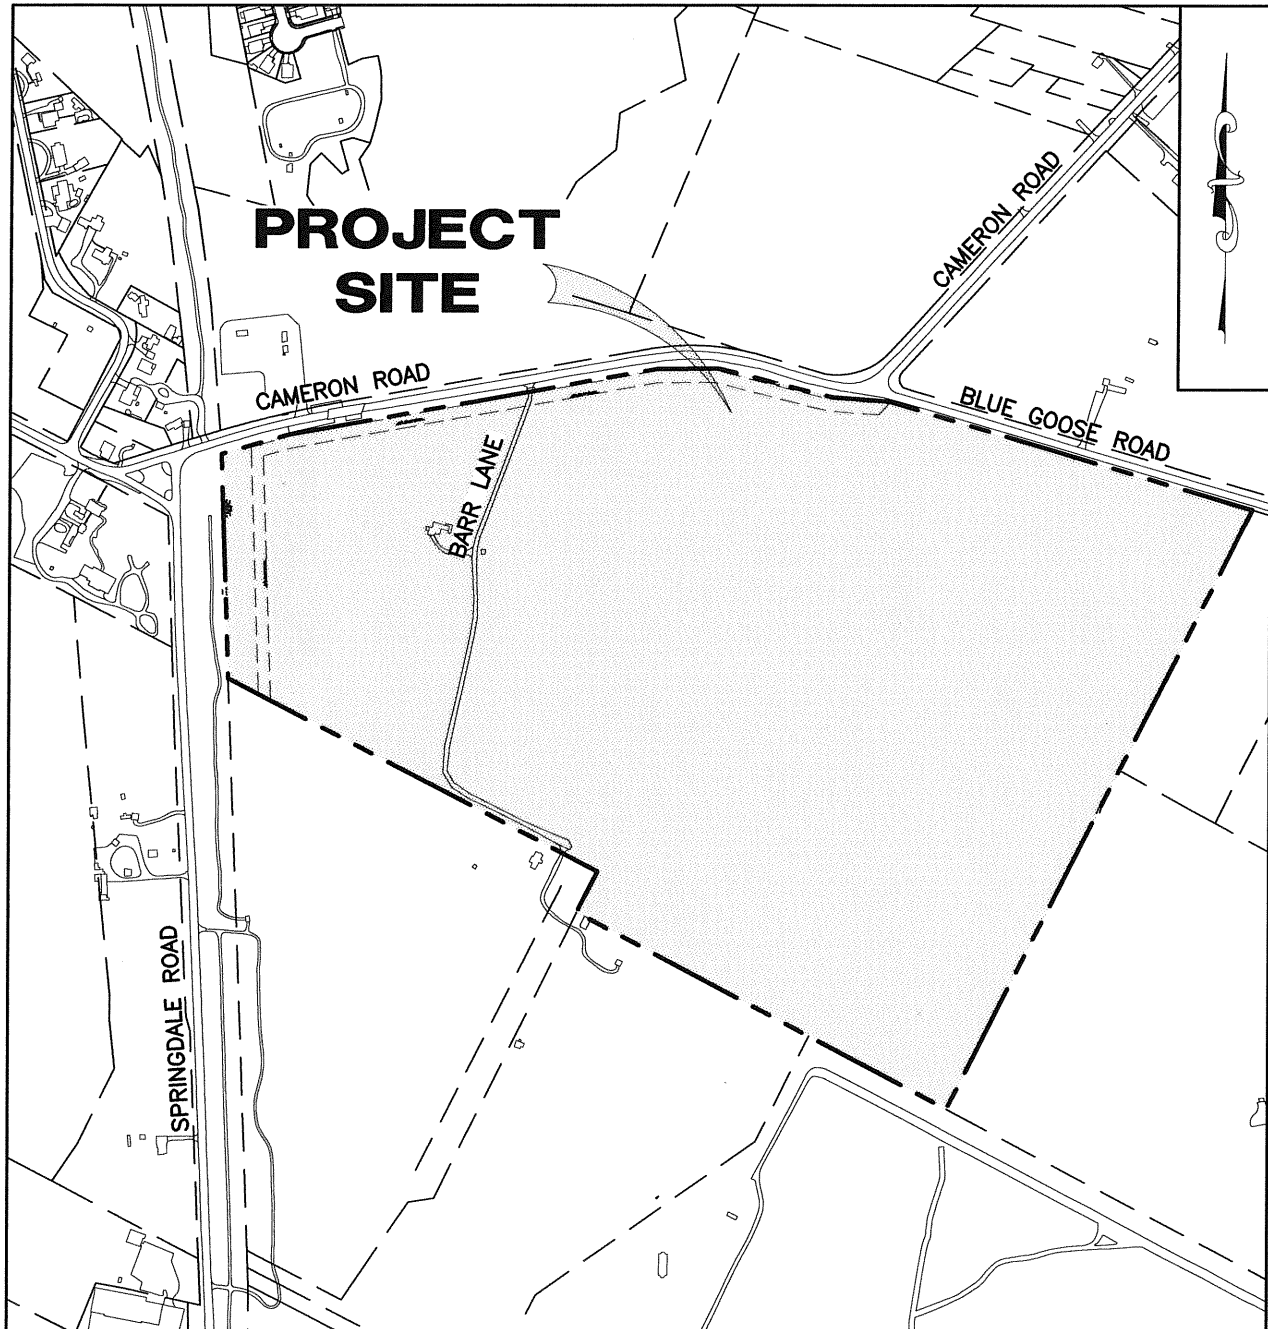 PROJECT
SITE
CAMERON ROAD
CAMERON ROAD
BLUE GOOSE ROAD
BARR LANE
SPRINGDALE ROAD